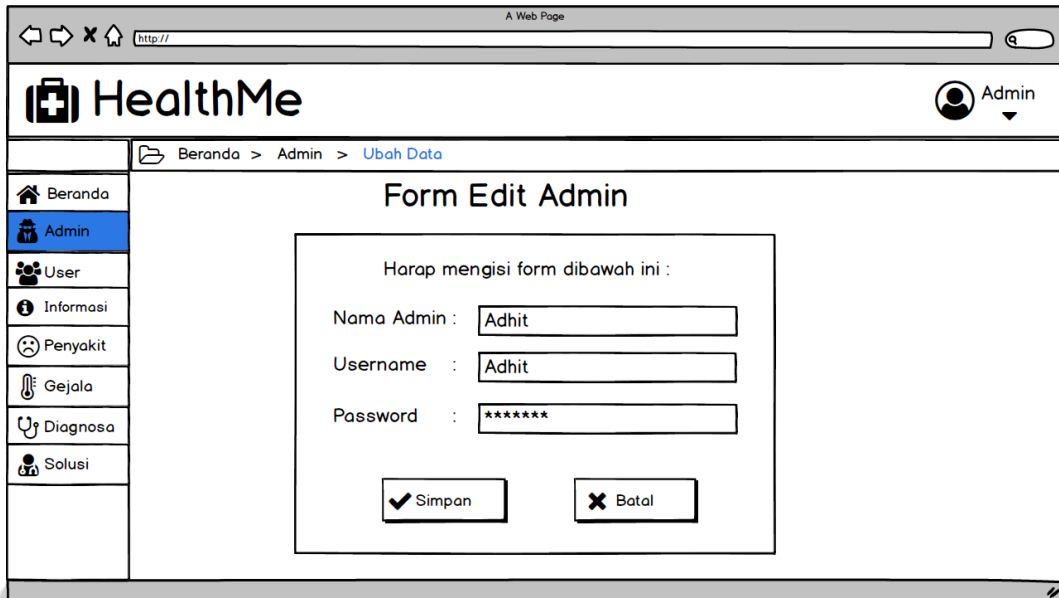 A Web Page
http://
HealthMe
Admin
Beranda > Admin > Ubah Data
Beranda
Admin
User
Informasi
Penyakit
Gejala
Diagnosa
Solusi
Form Edit Admin
Harap mengisi form dibawah ini :
Nama Admin : Adhit
Username : Adhit
Password : *******
Simpan
Batal